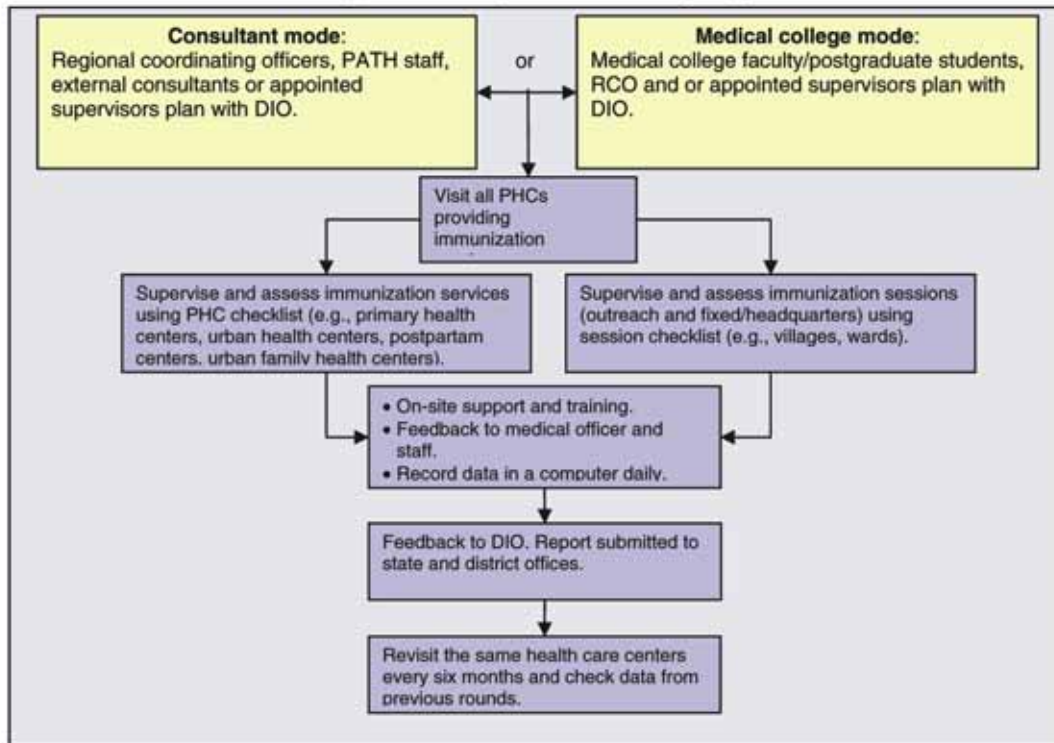 Consultant mode:
Regional coordinating officers, PATH staff,
external consultants or appointed
supervisors plan with DIO.
or
Medical college mode:
Medical college faculty/postgraduate students,
RCO and or appointed supervisors plan with
DIO.
Visit all PHCs
providing
immunization
Supervise and assess immunization services
using PHC checklist (e.g., primary health
centers, urban health centers, postpartam
centers, urban family health centers).
Supervise and assess immunization sessions
(outreach and fixed/headquarters) using
session checklist (e.g., villages, wards).
• On-site support and training.
• Feedback to medical officer and
staff.
• Record data in a computer daily.
Feedback to DIO. Report submitted to
state and district offices.
Revisit the same health care centers
every six months and check data from
previous rounds.